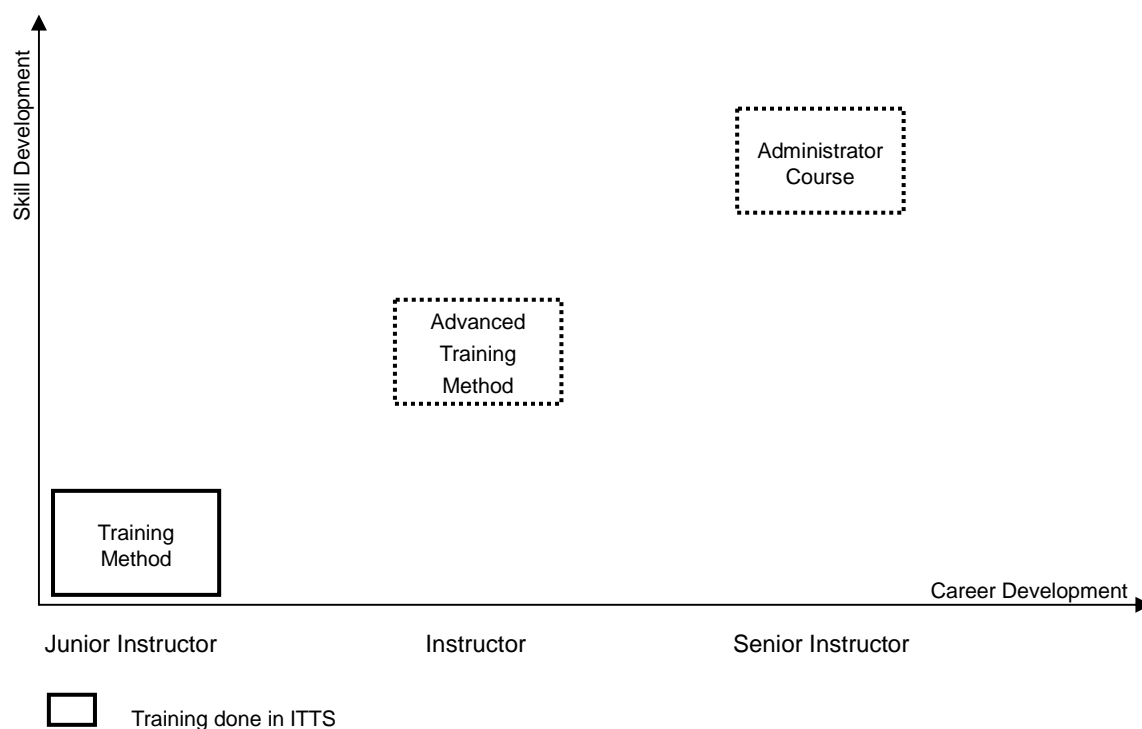 Skill Development
Administrator
Course
Advanced
Training
Method
Training
Method
Career Development
Junior Instructor
Instructor
Senior Instructor
Training done in ITTS